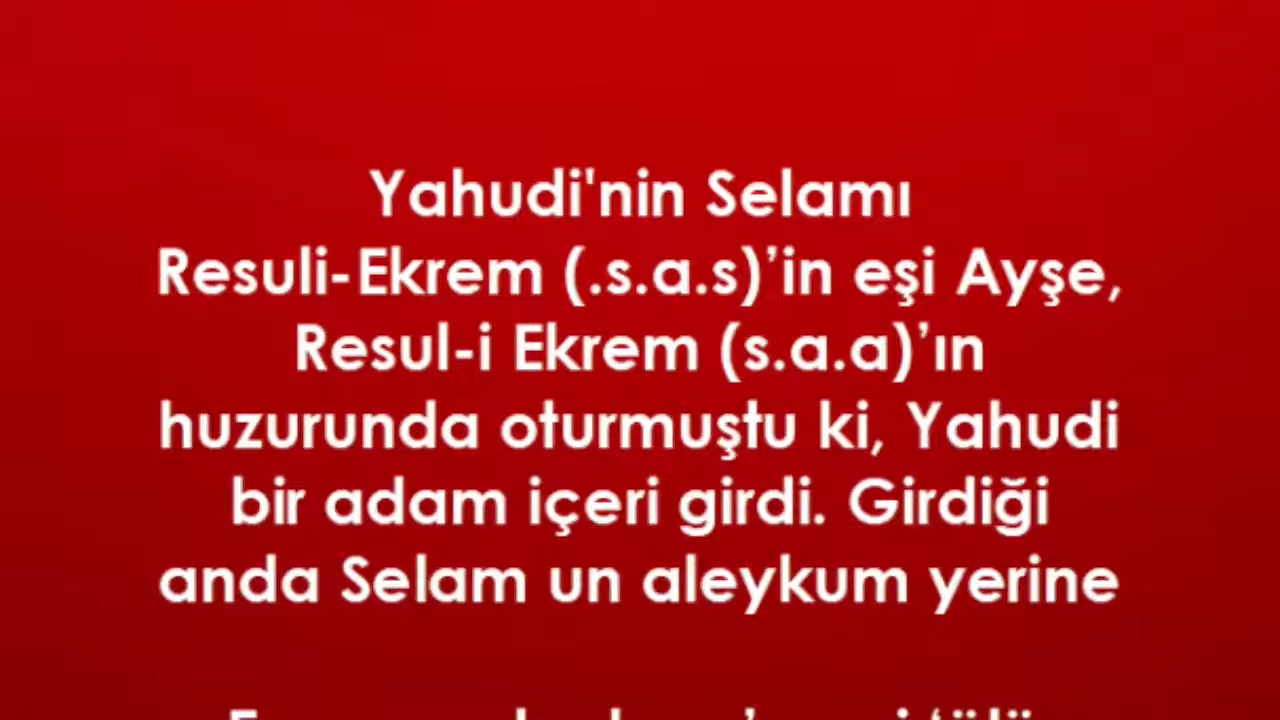 Yahudi'nin Selamı
Resuli-Ekrem (.s.a.s)’in eşi Ayşe,
Resul-i Ekrem (s.a.a)’ın
huzurunda oturmuştu ki, Yahudi
bir adam içeri girdi. Girdiği
anda Selam un aleykum yerine